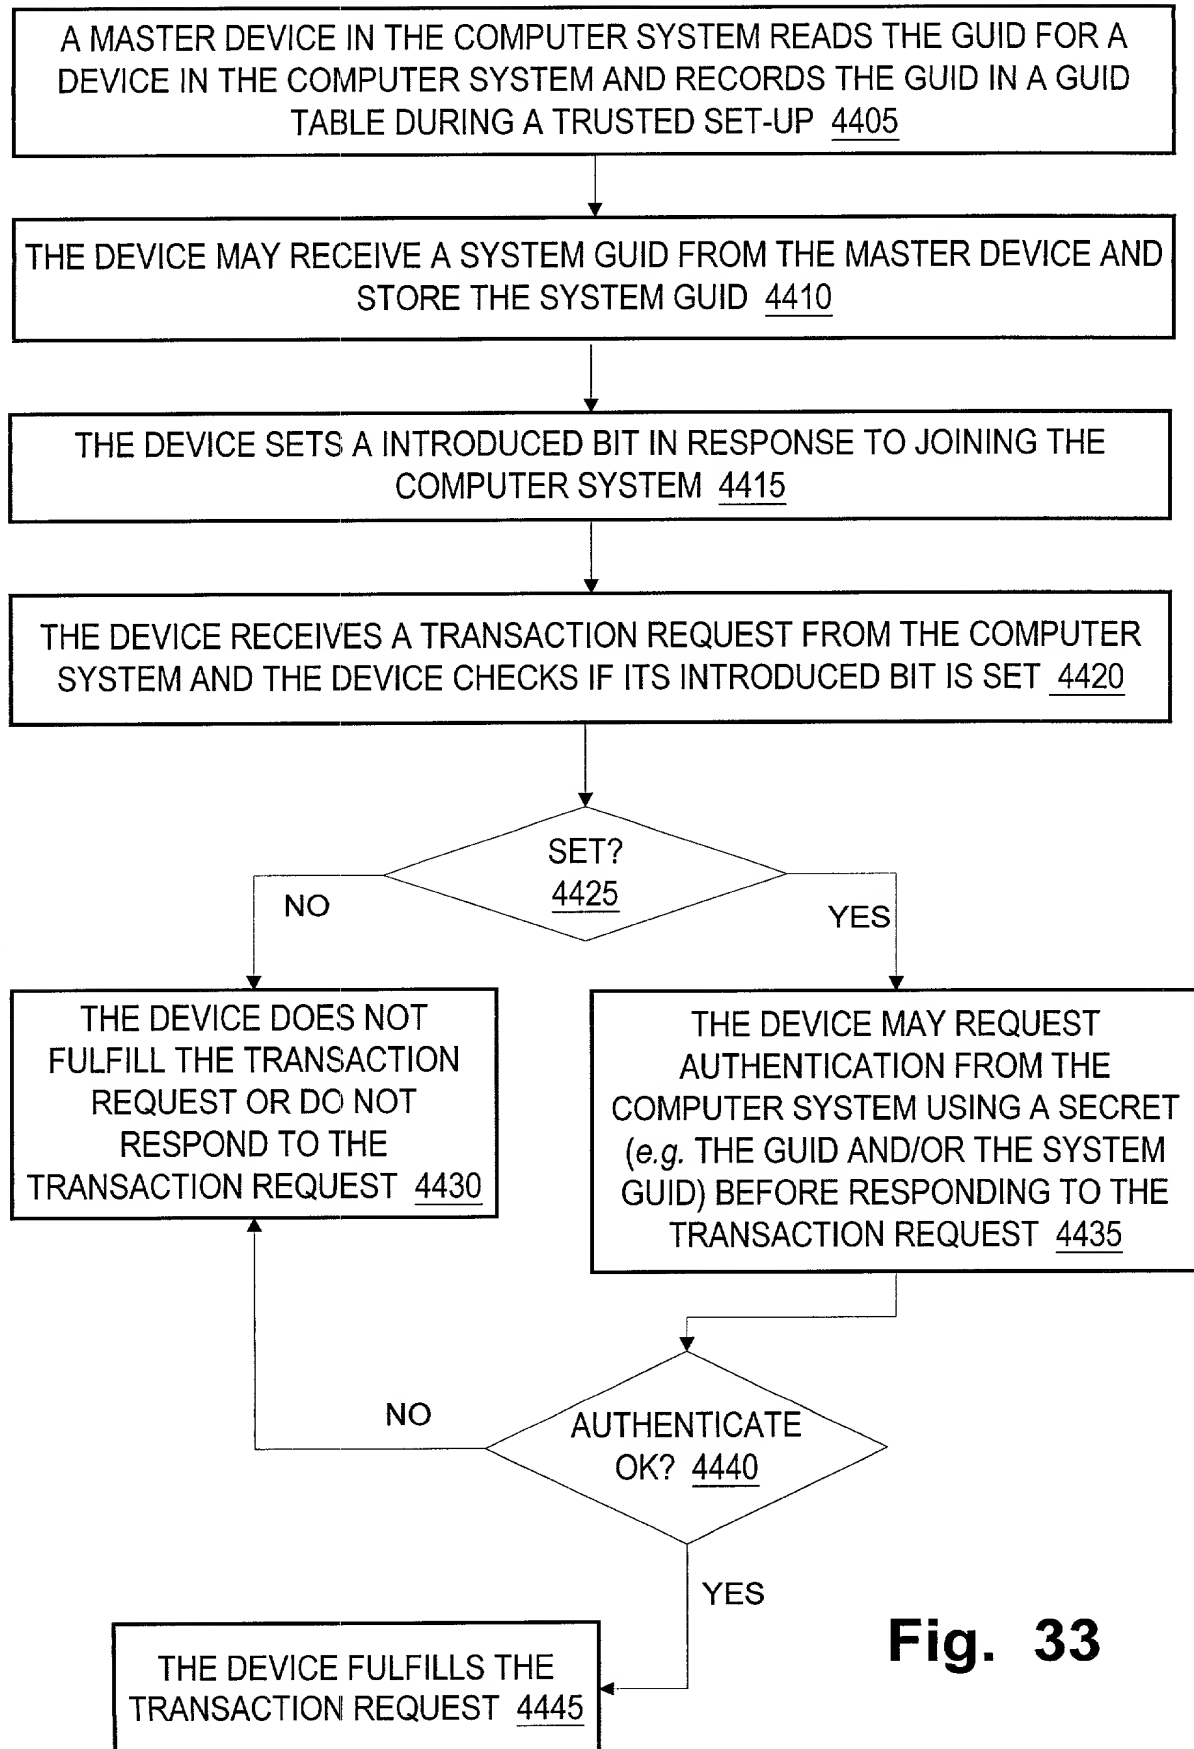 A MASTER DEVICE IN THE COMPUTER SYSTEM READS THE GUID FOR A
DEVICE IN THE COMPUTER SYSTEM AND RECORDS THE GUID IN A GUID
TABLE DURING A TRUSTED SET-UP 4405
THE DEVICE MAY RECEIVE A SYSTEM GUID FROM THE MASTER DEVICE AND
STORE THE SYSTEM GUID 4410
THE DEVICE SETS A INTRODUCED BIT IN RESPONSE TO JOINING THE
COMPUTER SYSTEM 4415
THE DEVICE RECEIVES A TRANSACTION REQUEST FROM THE COMPUTER
SYSTEM AND THE DEVICE CHECKS IF ITS INTRODUCED BIT IS SET 4420
SET?
4425
NO
YES
THE DEVICE DOES NOT
FULFILL THE TRANSACTION
REQUEST OR DO NOT
RESPOND TO THE
TRANSACTION REQUEST 4430
THE DEVICE MAY REQUEST
AUTHENTICATION FROM THE
COMPUTER SYSTEM USING A SECRET
(e.g. THE GUID AND/OR THE SYSTEM
GUID) BEFORE RESPONDING TO THE
TRANSACTION REQUEST 4435
NO
AUTHENTICATE
OK? 4440
YES
THE DEVICE FULFILLS THE
TRANSACTION REQUEST 4445
Fig. 33